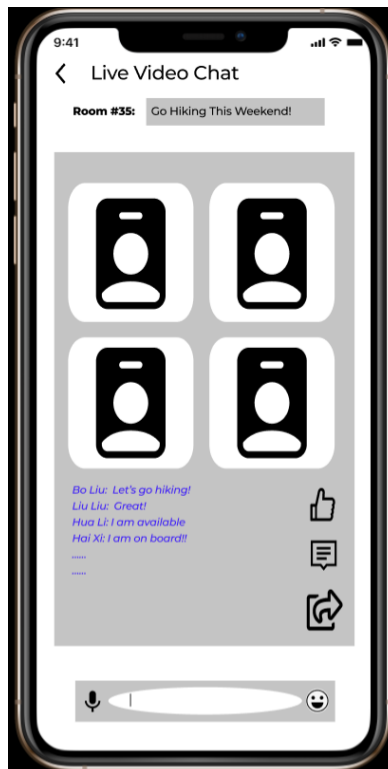 9:41
Live Video Chat
Room #35: Go Hiking This Weekend!
Bo Liu: Let's go hiking!
Liu Liu: Great!
Hua Li: I am available
Hai Xi: I am on board!!
......
......